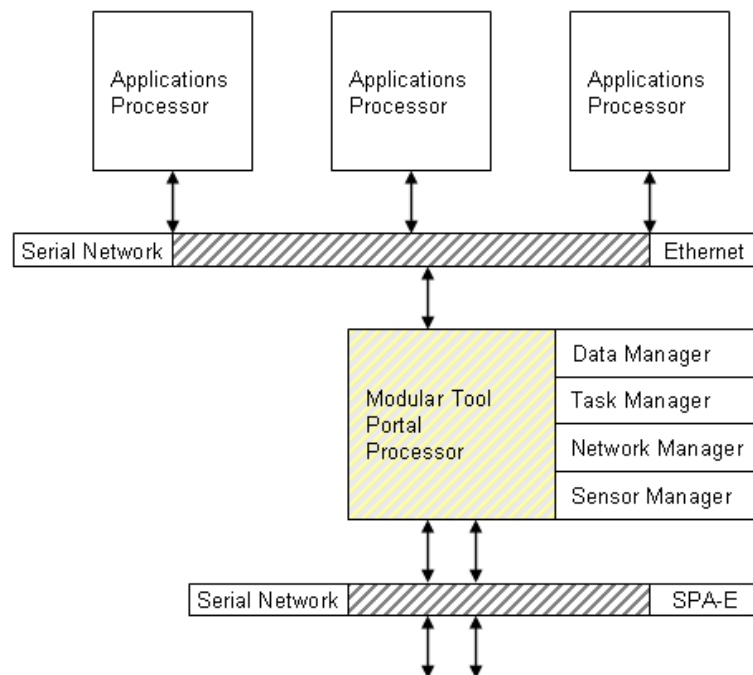 Applications
Processor
Applications
Processor
Applications
Processor
Serial Network
Ethernet
Modular Tool
Portal
Processor
Data Manager
Task Manager
Network Manager
Sensor Manager
Serial Network
SPA-E